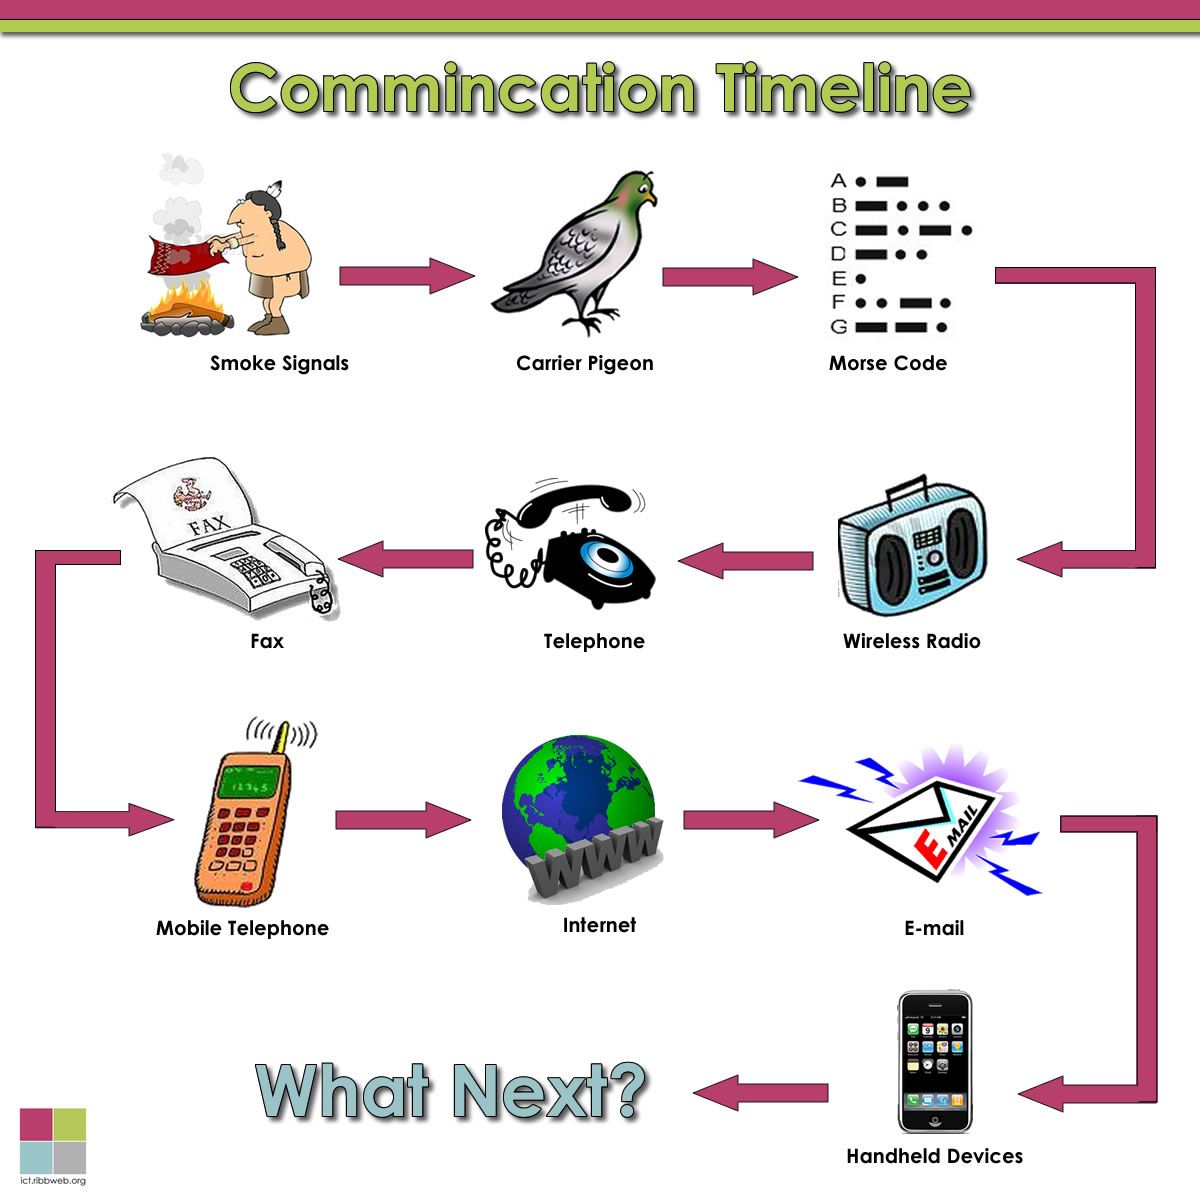 Commincation Timeline
A
B
C
D
E
F
G
Smoke Signals
Carrier Pigeon
Morse Code
FAX
Fax
Telephone
Wireless Radio
12345
WWW
E MAIL
Mobile Telephone
Internet
E-mail
What Next?
Handheld Devices
ict.ribbweb.org